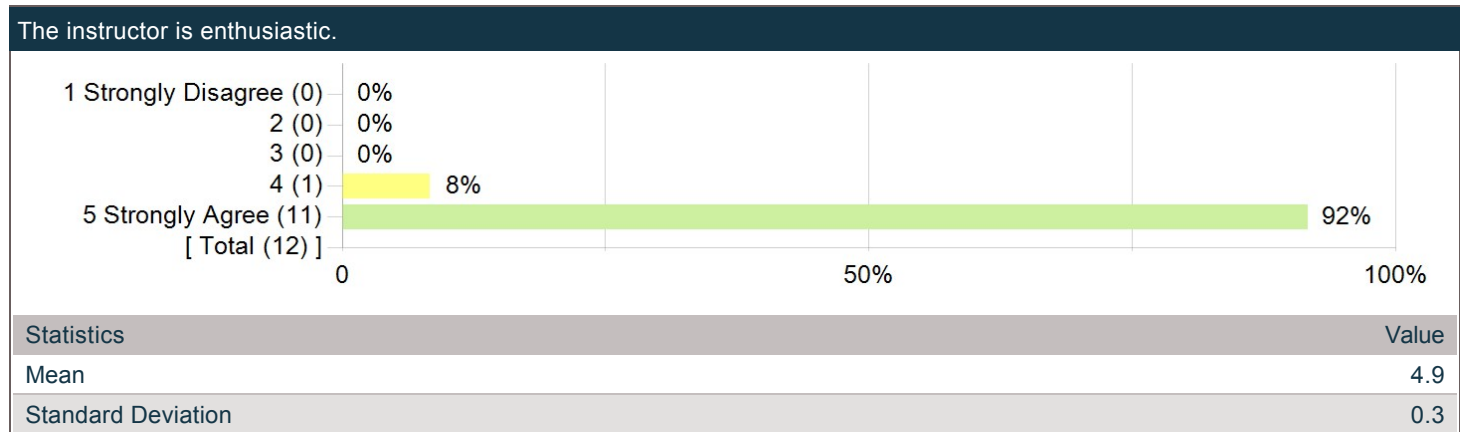 The instructor is enthusiastic.
1 Strongly Disagree (0) 0%
2 (0) 0%
3 (0) 0%
4 (1) 8%
5 Strongly Agree (11) 92%
[ Total (12) ]
0 50% 100%
Statistics Value
Mean 4.9
Standard Deviation 0.3